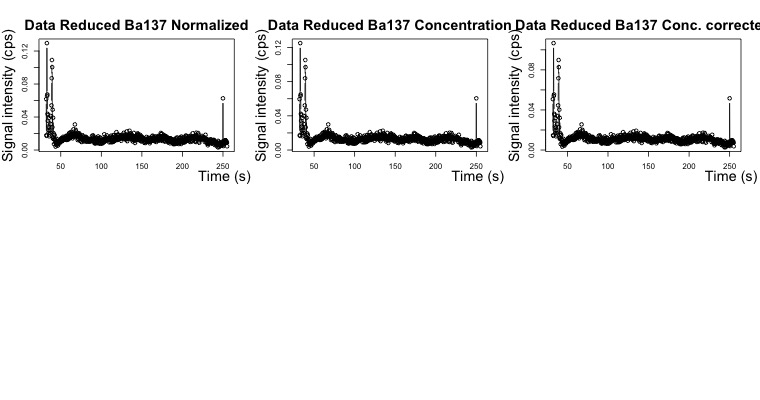 Data Reduced Ba137 Normalized
Signal intensity (cps)
0.00 0.04 0.08 0.12
50 100 150 200 250
Time (s)
Data Reduced Ba137 Concentration
Signal intensity (cps)
0.00 0.04 0.08 0.12
50 100 150 200 250
Time (s)
Data Reduced Ba137 Conc. correcte
Signal intensity (cps)
0.00 0.04 0.08
50 100 150 200 250
Time (s)